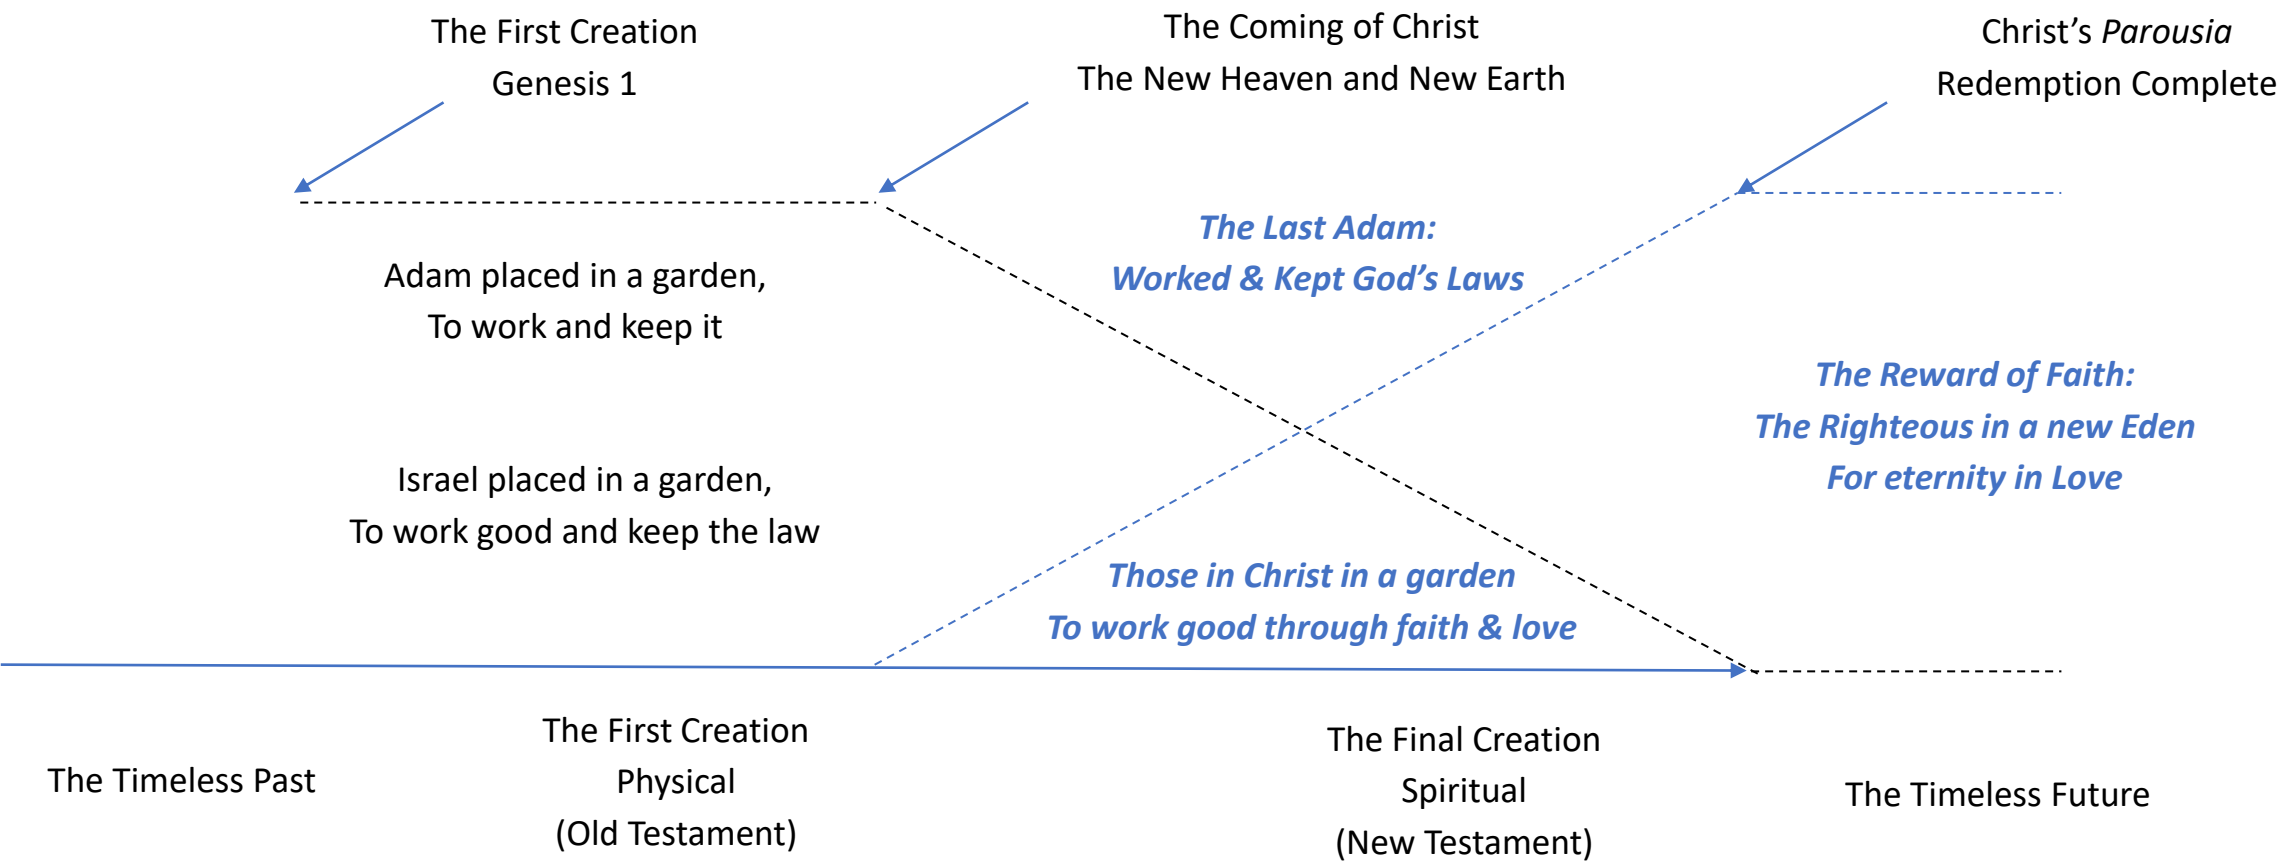 The First Creation
Genesis 1
The Coming of Christ
The New Heaven and New Earth
Christ’s Parousia
Redemption Complete
Adam placed in a garden,
To work and keep it
Israel placed in a garden,
To work good and keep the law
The Last Adam:
Worked & Kept God’s Laws
Those in Christ in a garden
To work good through faith & love
The Reward of Faith:
The Righteous in a new Eden
For eternity in Love
The Timeless Past
The First Creation
Physical
(Old Testament)
The Final Creation
Spiritual
(New Testament)
The Timeless Future